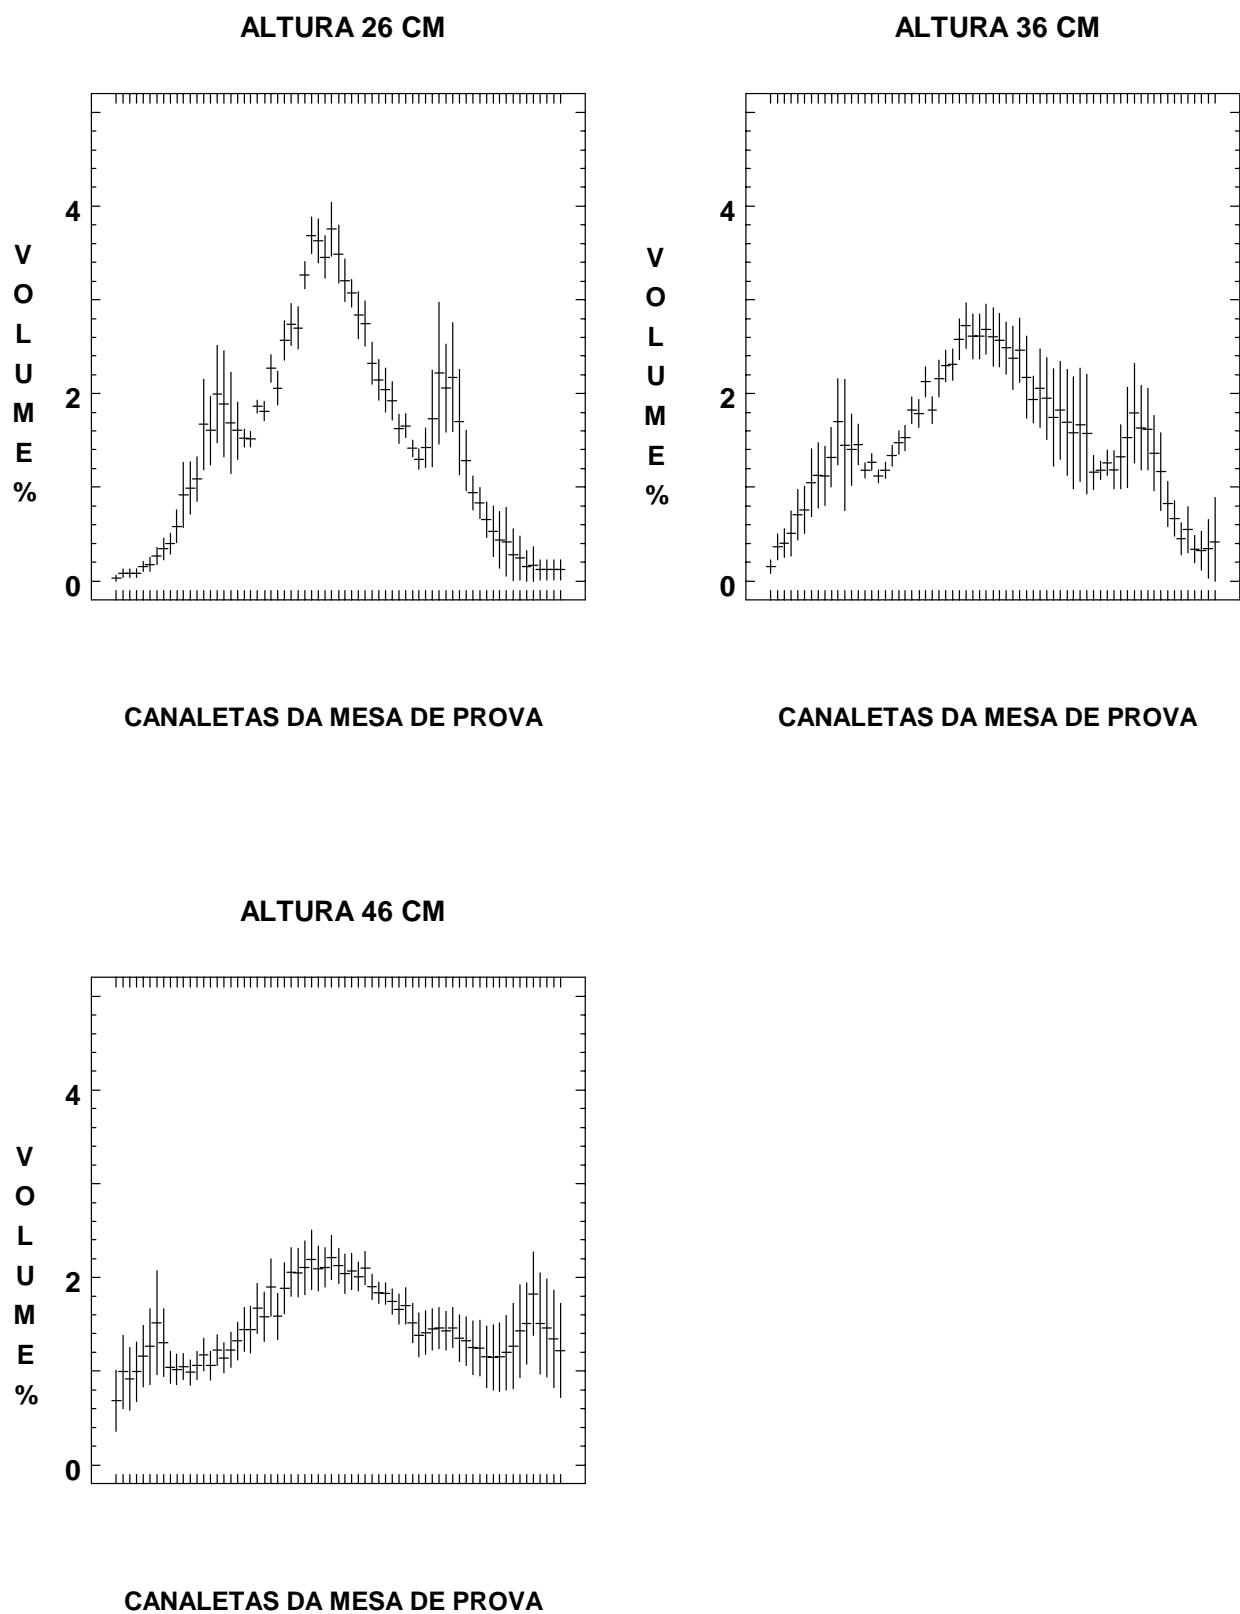 ALTURA 26 CM
V
O
L
U
M
E
%
4
2
0
CANALETAS DA MESA DE PROVA
ALTURA 36 CM
V
O
L
U
M
E
%
4
2
0
CANALETAS DA MESA DE PROVA
ALTURA 46 CM
V
O
L
U
M
E
%
4
2
0
CANALETAS DA MESA DE PROVA